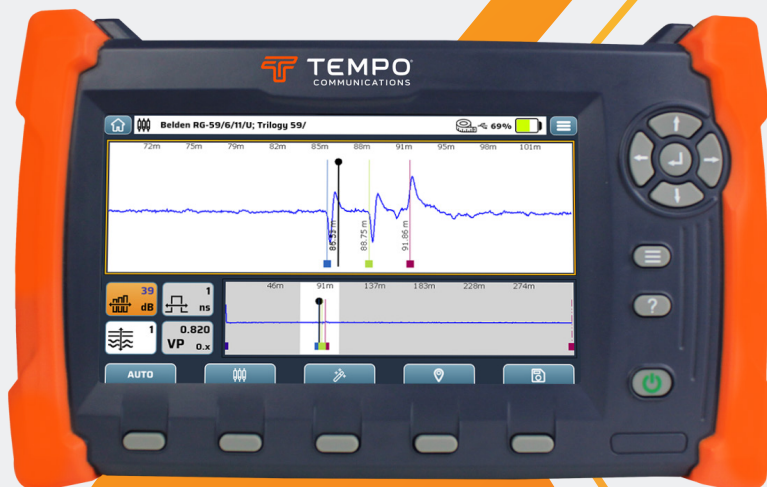 TEMPO
COMMUNICATIONS
Belden RG-59/6/11/U; Trilogy 59/
69%
72m 75m 79m 82m 85m 88m 91m 95m 98m 101m
88.75 m
91.86 m
39
dB
1
ns
1
0.820
VP 0.x
46m 91m 137m 183m 228m 274m
AUTO
?